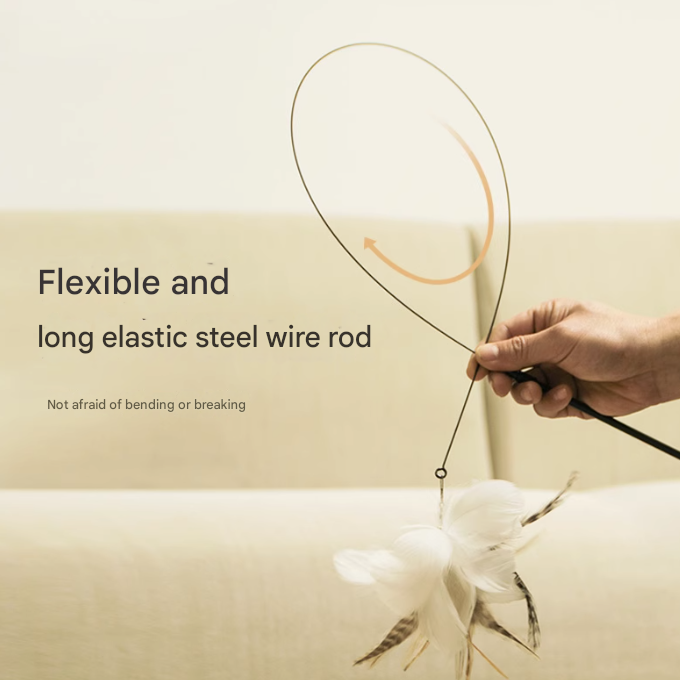 Flexible and
long elastic steel wire rod
Not afraid of bending or breaking